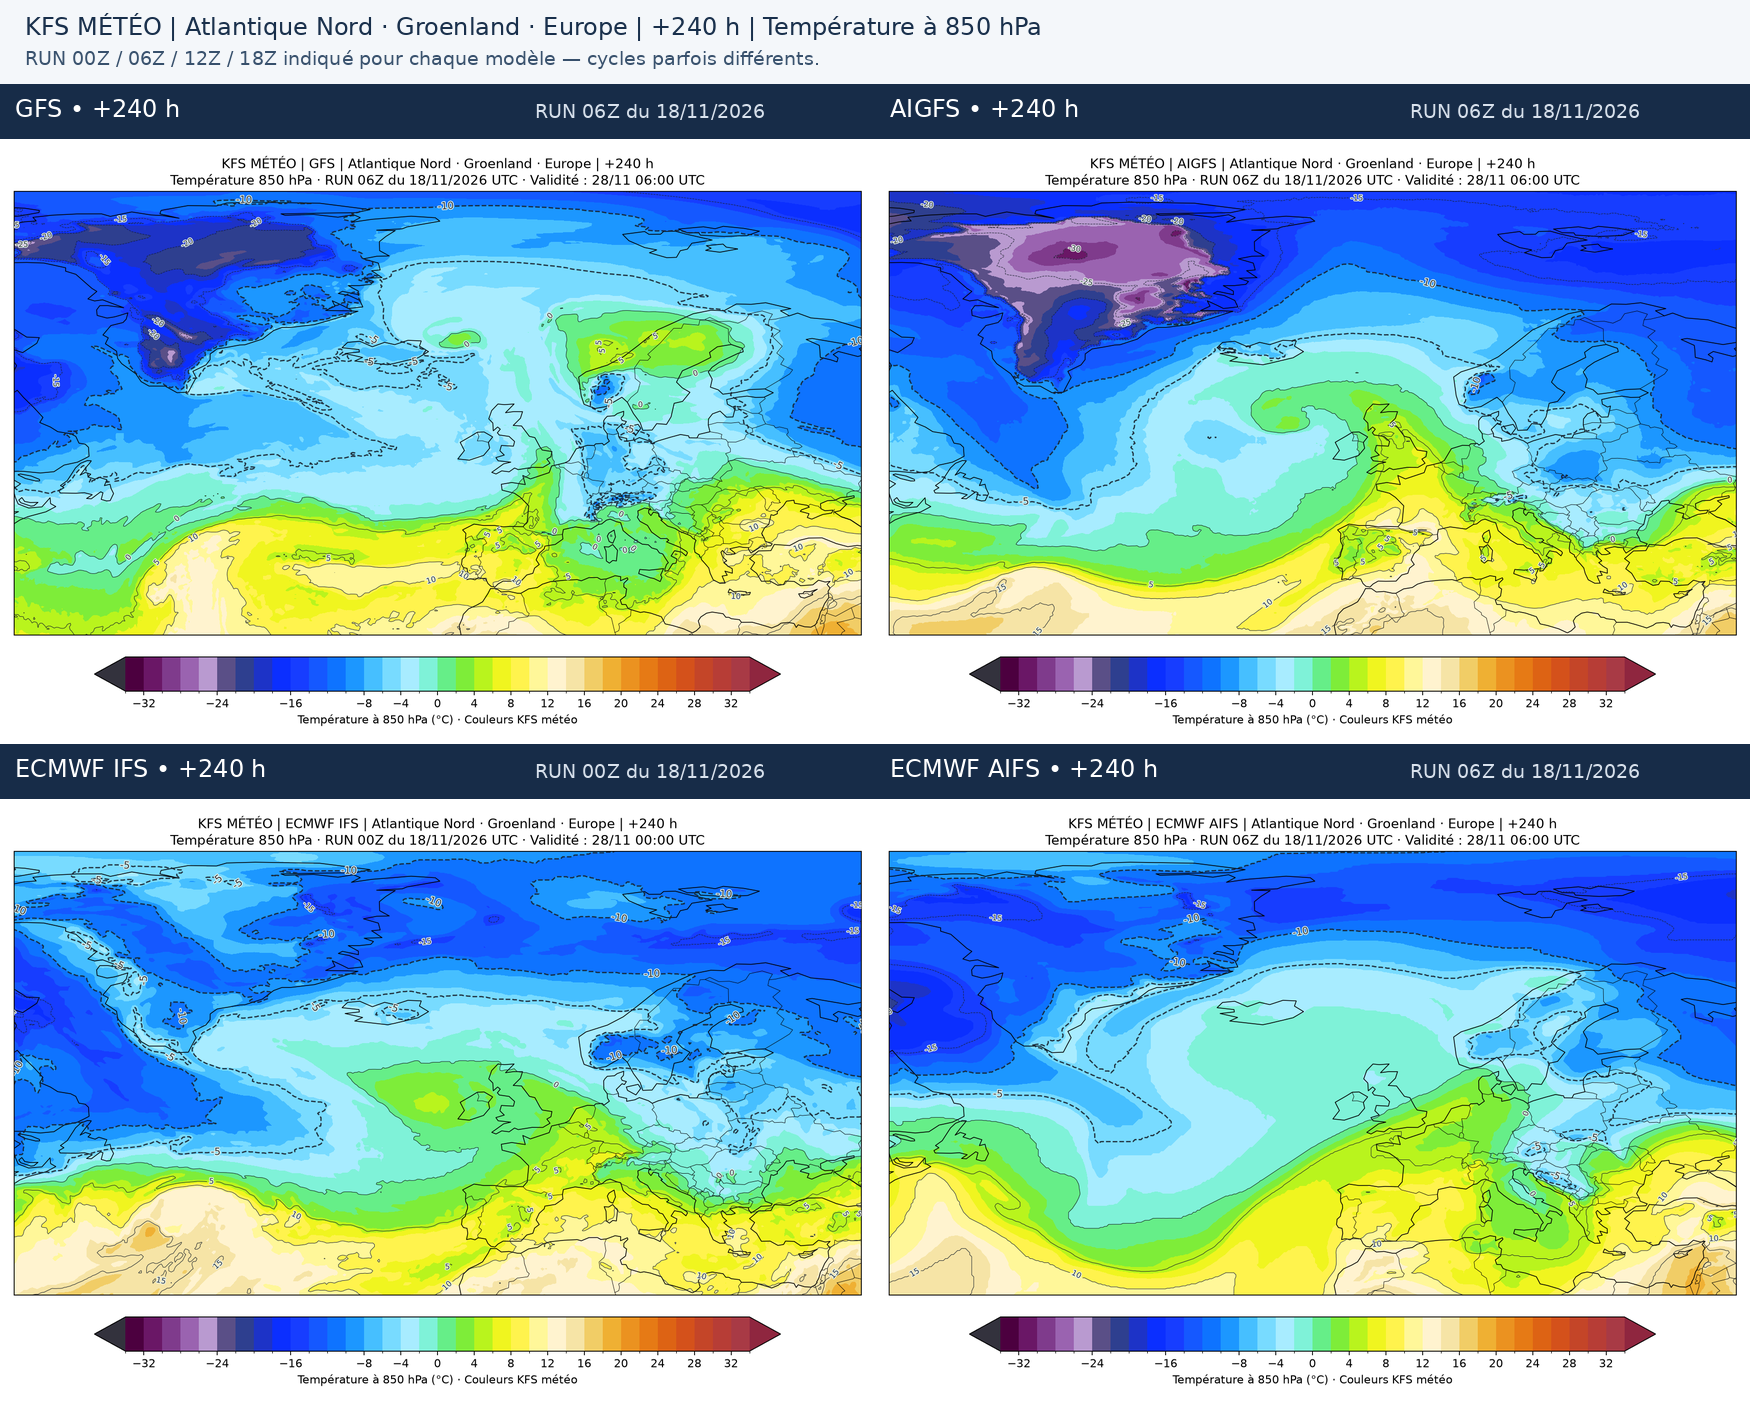 KFS MÉTÉO | Atlantique Nord · Groenland · Europe | +240 h | Température à 850 hPa
RUN 00Z / 06Z / 12Z / 18Z indiqué pour chaque modèle — cycles parfois différents.
GFS • +240 h
RUN 06Z du 18/11/2026
AIGFS • +240 h
RUN 06Z du 18/11/2026
KFS MÉTÉO | GFS | Atlantique Nord · Groenland · Europe | +240 h
Température 850 hPa · RUN 06Z du 18/11/2026 UTC · Validité : 28/11 06:00 UTC
KFS MÉTÉO | AIGFS | Atlantique Nord · Groenland · Europe | +240 h
Température 850 hPa · RUN 06Z du 18/11/2026 UTC · Validité : 28/11 06:00 UTC
−32 −24 −16 −8 −4 0 4 8 12 16 20 24 28 32
Température à 850 hPa (°C) · Couleurs KFS météo
−32 −24 −16 −8 −4 0 4 8 12 16 20 24 28 32
Température à 850 hPa (°C) · Couleurs KFS météo
ECMWF IFS • +240 h
RUN 00Z du 18/11/2026
ECMWF AIFS • +240 h
RUN 06Z du 18/11/2026
KFS MÉTÉO | ECMWF IFS | Atlantique Nord · Groenland · Europe | +240 h
Température 850 hPa · RUN 00Z du 18/11/2026 UTC · Validité : 28/11 00:00 UTC
KFS MÉTÉO | ECMWF AIFS | Atlantique Nord · Groenland · Europe | +240 h
Température 850 hPa · RUN 06Z du 18/11/2026 UTC · Validité : 28/11 06:00 UTC
−32 −24 −16 −8 −4 0 4 8 12 16 20 24 28 32
Température à 850 hPa (°C) · Couleurs KFS météo
−32 −24 −16 −8 −4 0 4 8 12 16 20 24 28 32
Température à 850 hPa (°C) · Couleurs KFS météo